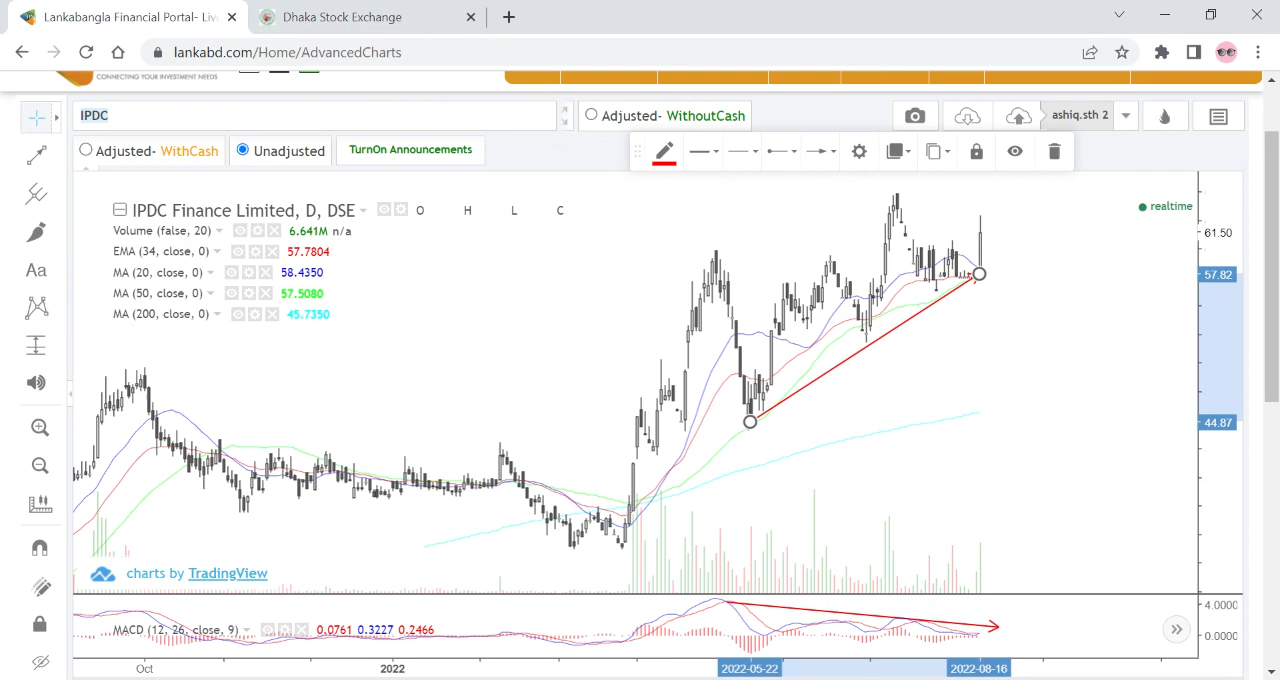 Lankabangla Financial Portal- Liv
Dhaka Stock Exchange
lankabd.com/Home/AdvancedCharts
CONNECTING YOUR INVESTMENT NEEDS
IPDC
Adjusted- WithoutCash
ashiq.sth 2
Adjusted- WithCash
Unadjusted
TurnOn Announcements
IPDC Finance Limited, D, DSE O H L C
realtime
Volume (false, 20) 6.641M n/a
EMA (34, close, 0) 57.7804
MA (20, close, 0) 58.4350
MA (50, close, 0) 57.5080
MA (200, close, 0) 45.7350
61.50
57.82
44.87
Aa
charts by TradingView
MACD (12, 26, close, 9) 0.0761 0.3227 0.2466
4.0000
0.0000
Oct 2022 2022-05-22 2022-08-16